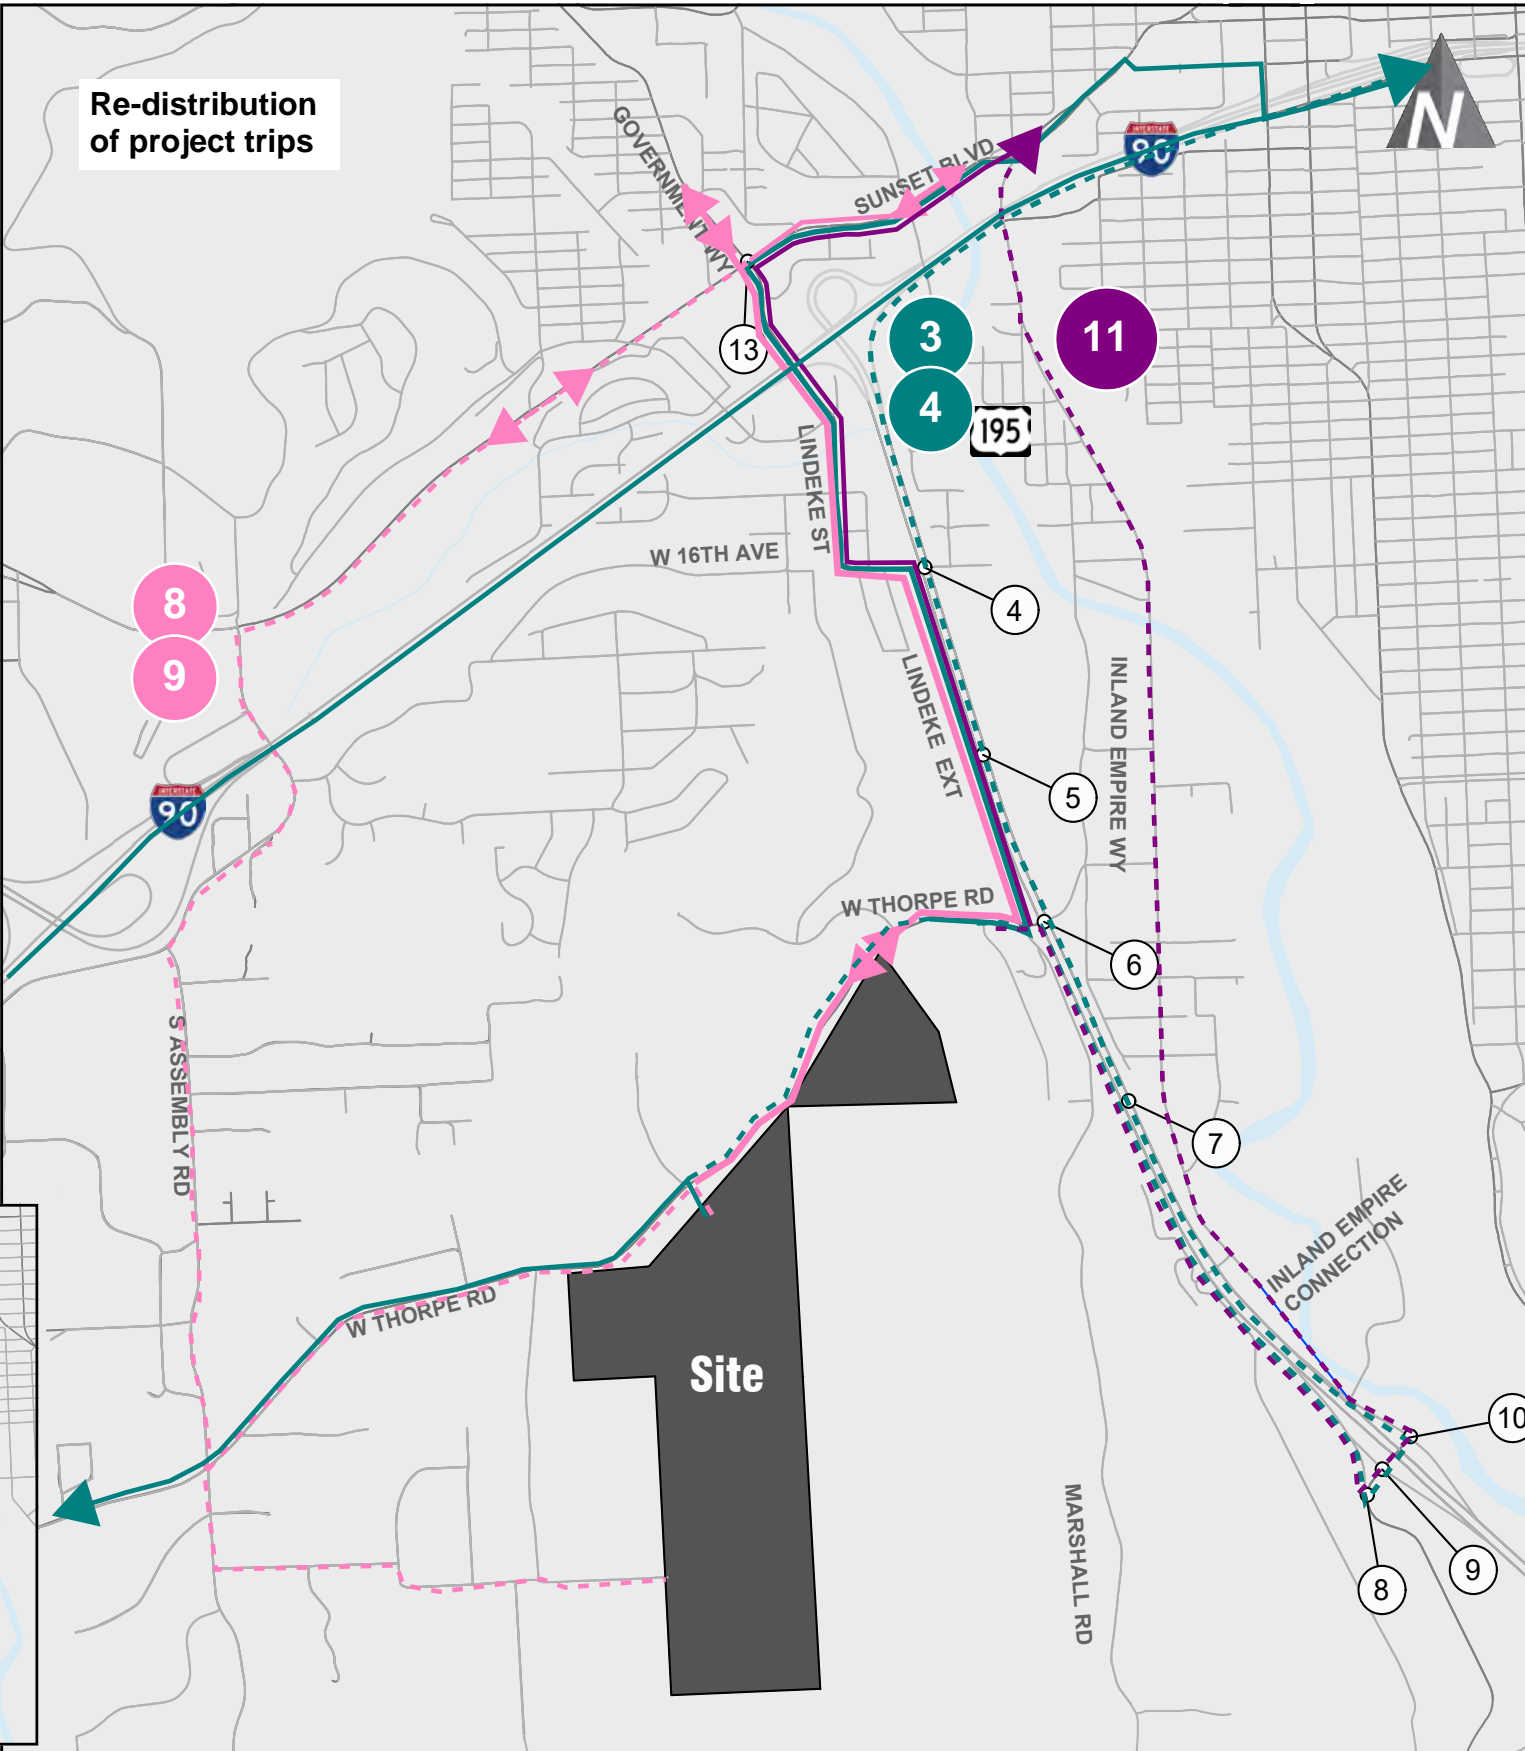 Re-distribution
of project trips
N
GOVERNMENT WY
SUNSET BLVD
INTERSTATE
90
13
3
4
11
195
LINDEKE ST
W 16TH AVE
4
8
9
LINDEKE EXT
INLAND EMPIRE WY
5
INTERSTATE
90
W THORPE RD
6
S ASSEMBLY RD
7
INLAND EMPIRE
CONNECTION
W THORPE RD
Site
10
MARSHALL RD
9
8